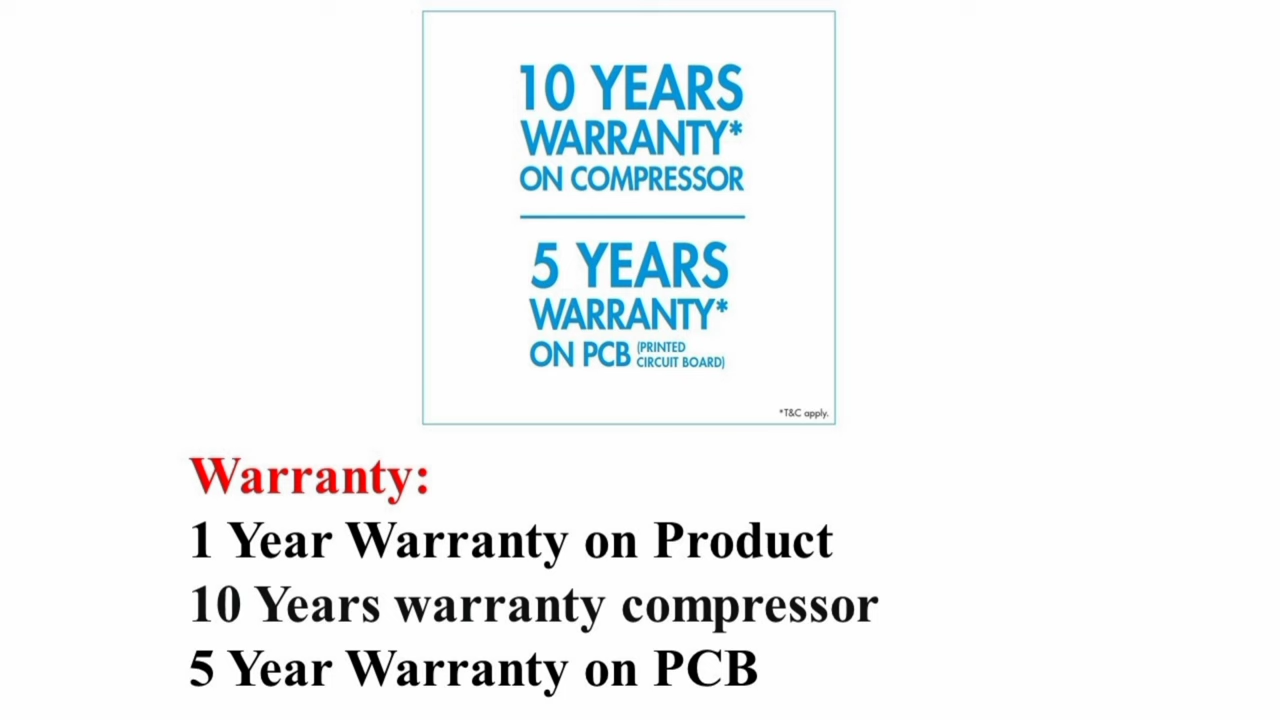 10 YEARS
WARRANTY*
ON COMPRESSOR
5 YEARS
WARRANTY*
ON PCB (PRINTED
CIRCUIT BOARD)
*T&C apply.
Warranty:
1 Year Warranty on Product
10 Years warranty compressor
5 Year Warranty on PCB